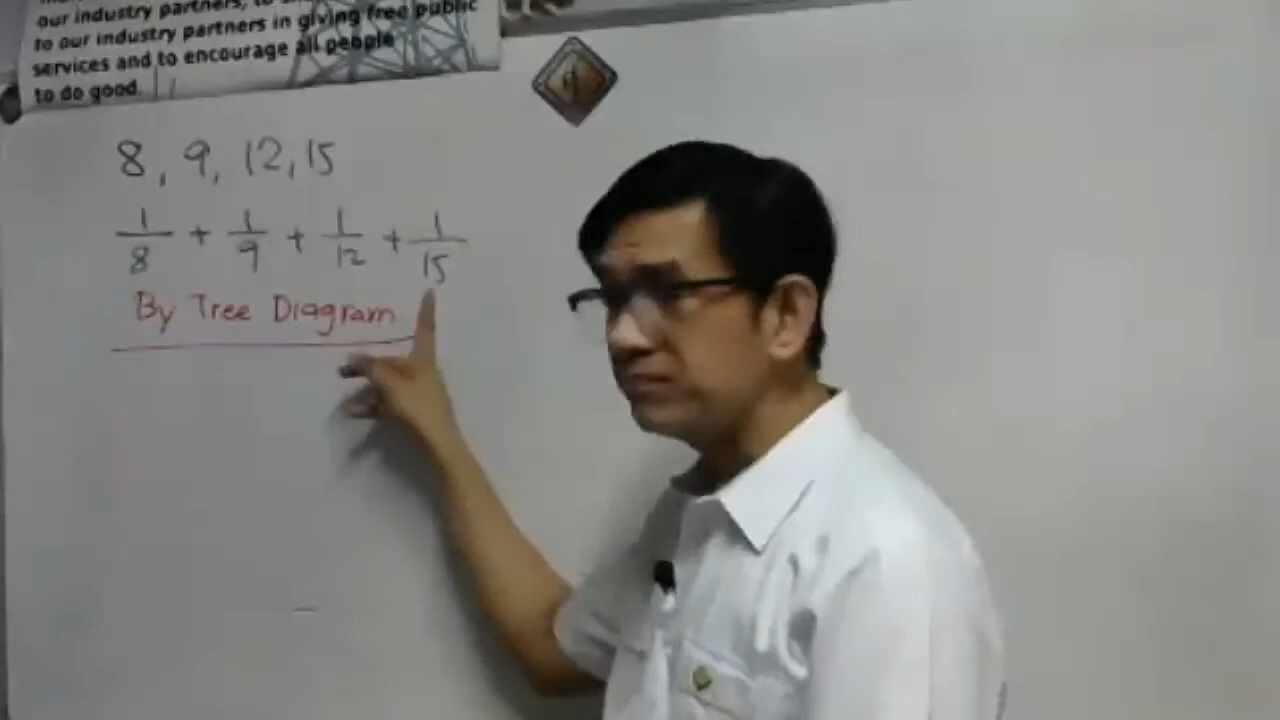 our industry partners,
to our industry partners in giving free public
services and to encourage all people
to do good.
8, 9, 12, 15
1/8 + 1/9 + 1/12 + 1/15
By Tree Diagram